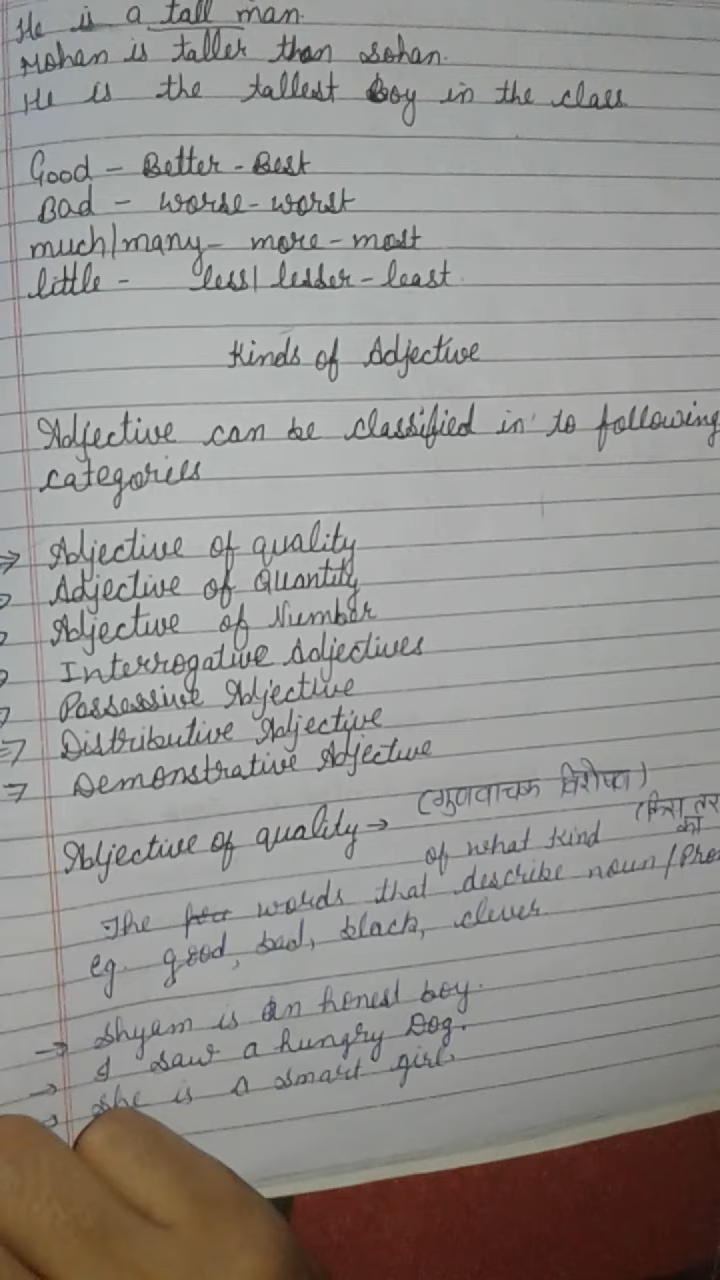 He is a tall man.
Mohan is taller than Sohan.
He is the tallest boy in the class
Good - Better - Best
Bad - worse - worst
much/many - more - most
little - less/ lesser - least.
Kinds of Adjective
Adjective can be classified in to following
categories
⇒ Adjective of quality
Adjective of Quantity
Adjective of Number
Interrogative Adjectives
Possessive Adjective
⇒ Distributive Adjective
⇒ Demonstrative Adjective
Adjective of quality → (गुणवाचक विशेषण)
of what kind (किस तर
का
The words that describe noun/Pro
eg. good, bad, black, clever
→ Shyam is an honest boy.
→ I saw a hungry Dog.
→ She is a smart girl.